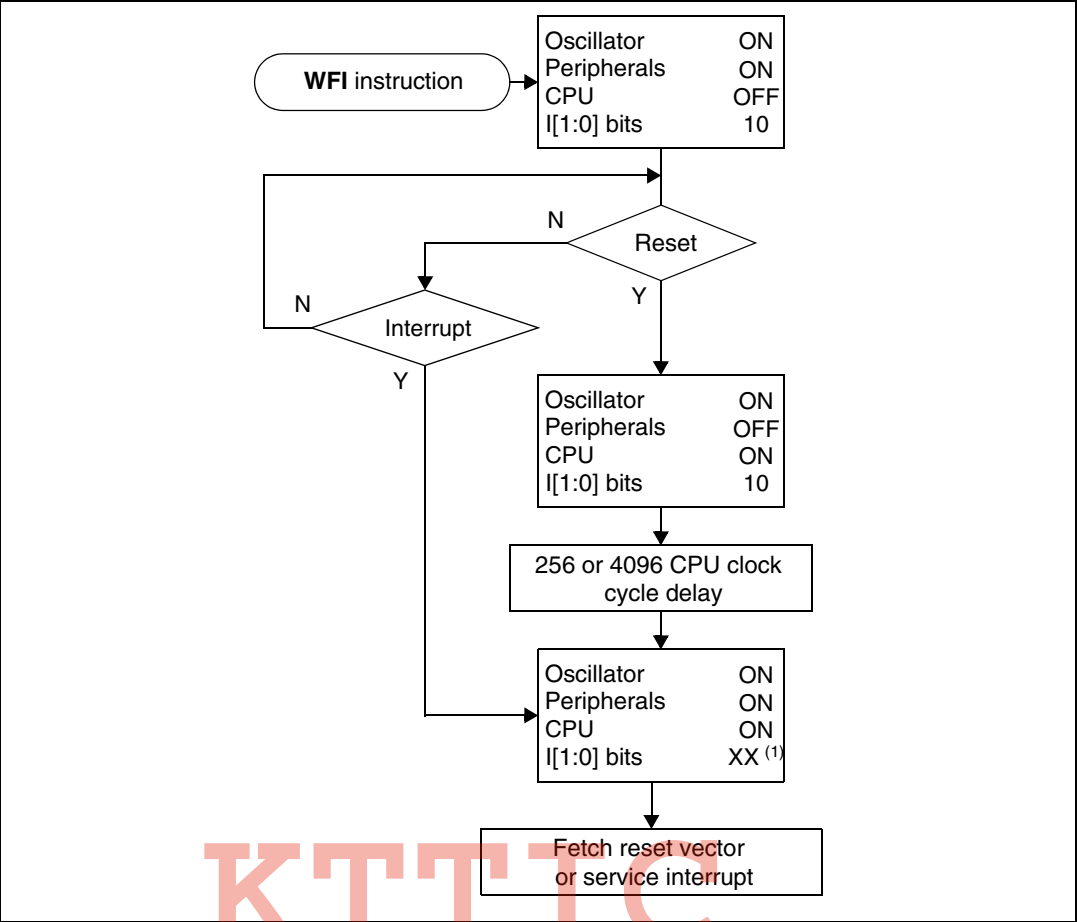 WFI instruction
Oscillator ON
Peripherals ON
CPU OFF
I[1:0] bits 10
N
Reset
Y
N
Interrupt
Y
Oscillator ON
Peripherals OFF
CPU ON
I[1:0] bits 10
256 or 4096 CPU clock
cycle delay
Oscillator ON
Peripherals ON
CPU ON
I[1:0] bits XX (1)
Fetch reset vector
or service interrupt
KTTTC